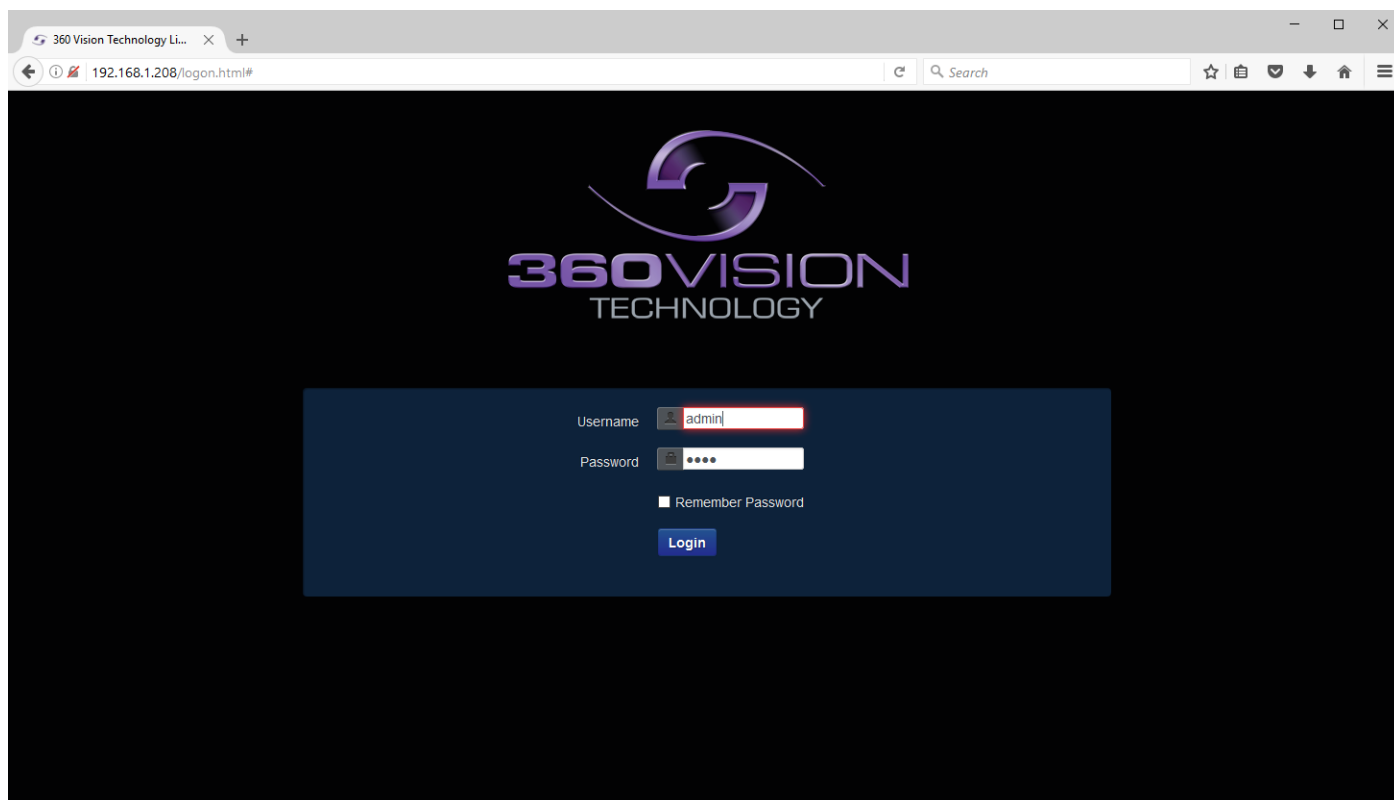 360 Vision Technology Li...
192.168.1.208/logon.html#
Search
360VISION
TECHNOLOGY
Username
admin
Password
••••
Remember Password
Login